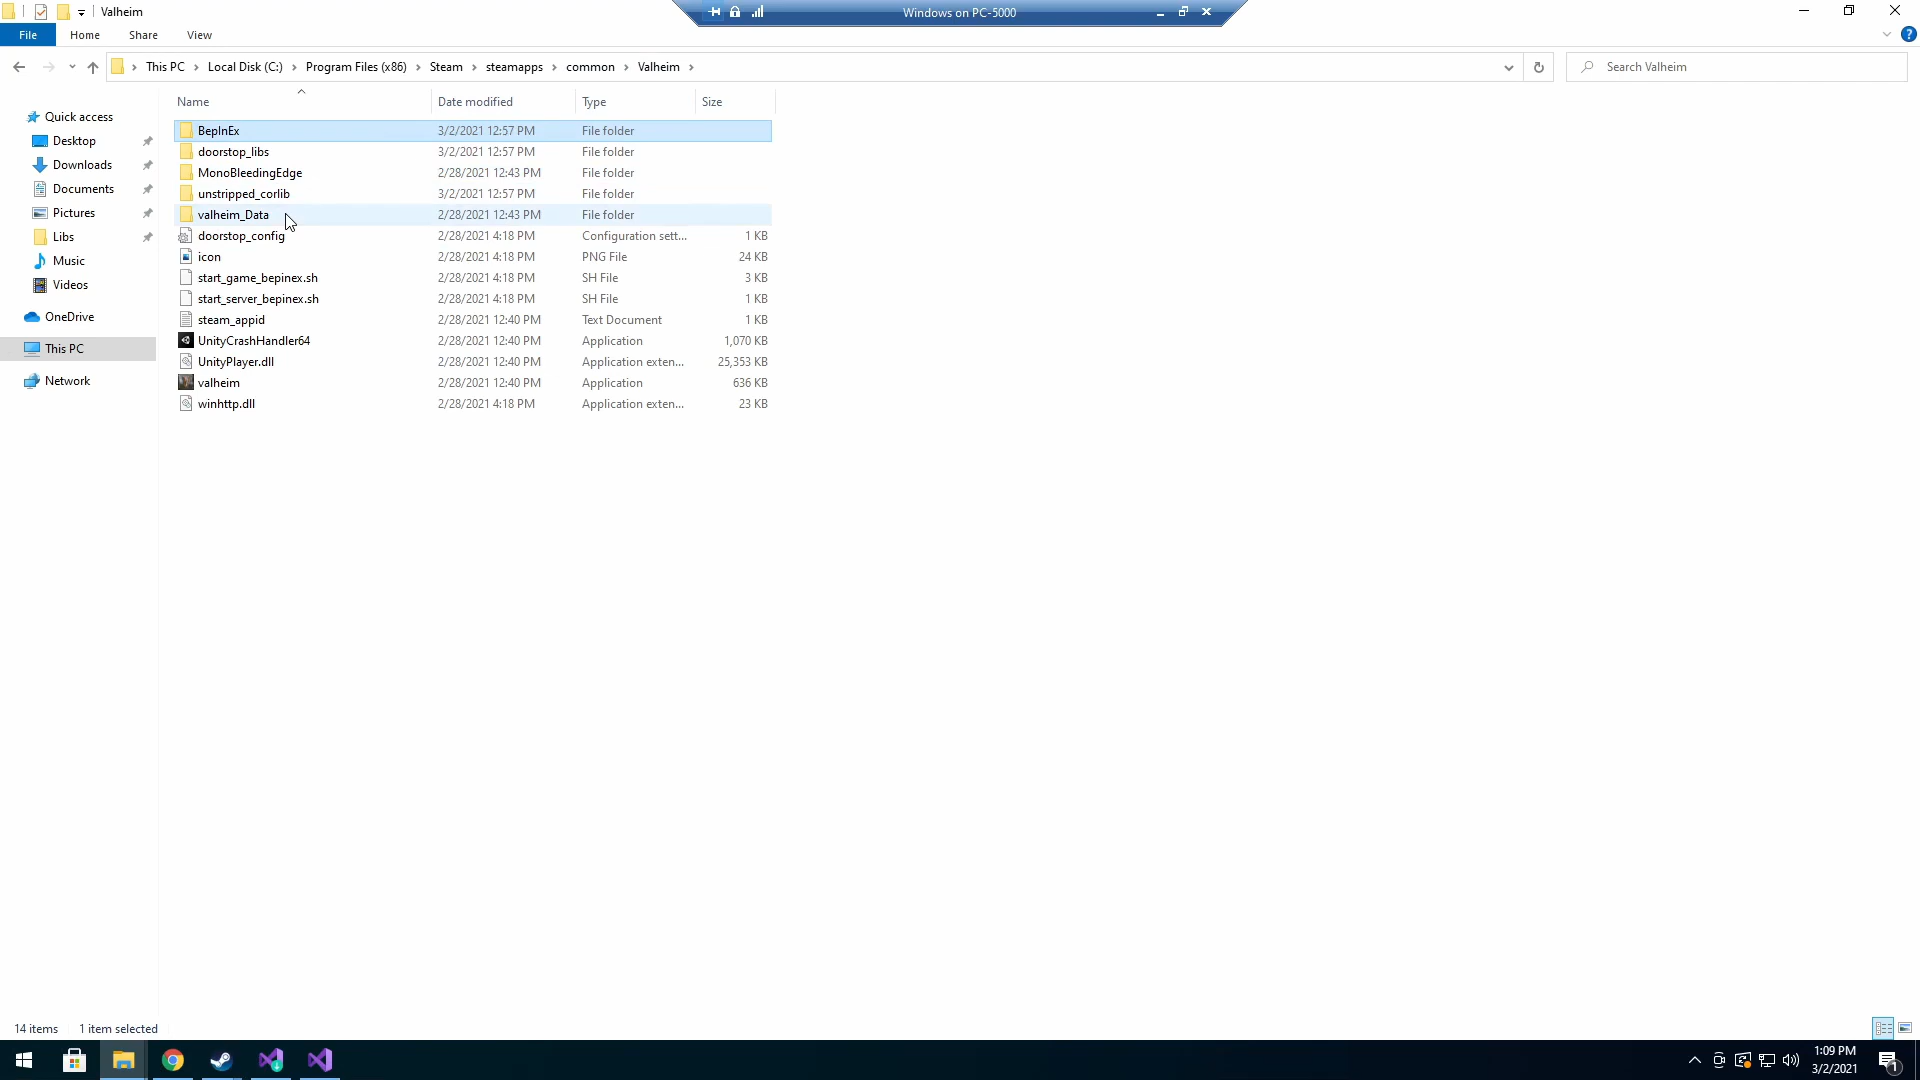 Valheim
Windows on PC-5000
File Home Share View
This PC Local Disk (C:) Program Files (x86) Steam steamapps common Valheim
Search Valheim
Name Date modified Type Size
Quick access
Desktop
Downloads
Documents
Pictures
Libs
Music
Videos
OneDrive
This PC
Network
BepInEx 3/2/2021 12:57 PM File folder
doorstop_libs 3/2/2021 12:57 PM File folder
MonoBleedingEdge 2/28/2021 12:43 PM File folder
unstripped_corlib 3/2/2021 12:57 PM File folder
valheim_Data 2/28/2021 12:43 PM File folder
doorstop_config 2/28/2021 4:18 PM Configuration sett... 1 KB
icon 2/28/2021 4:18 PM PNG File 24 KB
start_game_bepinex.sh 2/28/2021 4:18 PM SH File 3 KB
start_server_bepinex.sh 2/28/2021 4:18 PM SH File 1 KB
steam_appid 2/28/2021 12:40 PM Text Document 1 KB
UnityCrashHandler64 2/28/2021 12:40 PM Application 1,070 KB
UnityPlayer.dll 2/28/2021 12:40 PM Application exten... 25,353 KB
valheim 2/28/2021 12:40 PM Application 636 KB
winhttp.dll 2/28/2021 4:18 PM Application exten... 23 KB
14 items 1 item selected
1:09 PM
3/2/2021
1